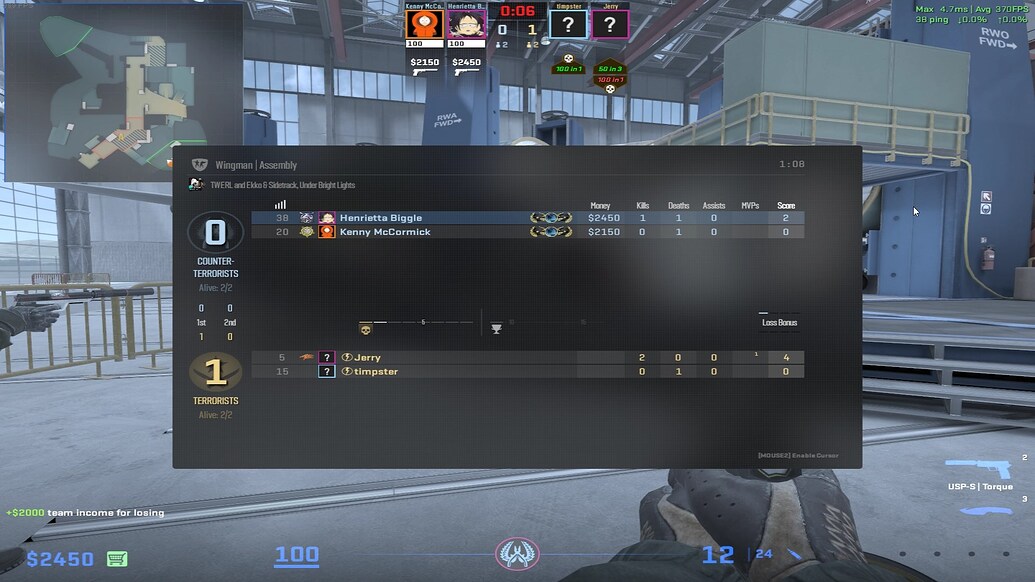 Kenny McCo.. Henrietta B.. 0:06 timpster Jerry
Max 4.7ms | Avg 370FPS
38 ping ↓0.0% ↑0.0%
0 1
? ?
100 100
2 2
$2150 $2450
100 in 1 50 in 3
100 in 1
RWO
FWD→
RWA
FWD→
Wingman | Assembly 1:08
TWERL and Ekko & Sidetrack, Under Bright Lights
Money Kills Deaths Assists MVPs Score
38 Henrietta Biggle $2450 1 1 0 2
20 Kenny McCormick $2150 0 1 0 0
0
COUNTER-
TERRORISTS
Alive: 2/2
0 0
1st 2nd
1 0
5
Loss Bonus
5 ? Jerry 2 0 0 1 4
15 ? timpster 0 1 0 0
1
TERRORISTS
Alive: 2/2
[MOUSE2] Enable Cursor
2
USP-S | Torque
3
+$2000 team income for losing
$2450 100 12 24